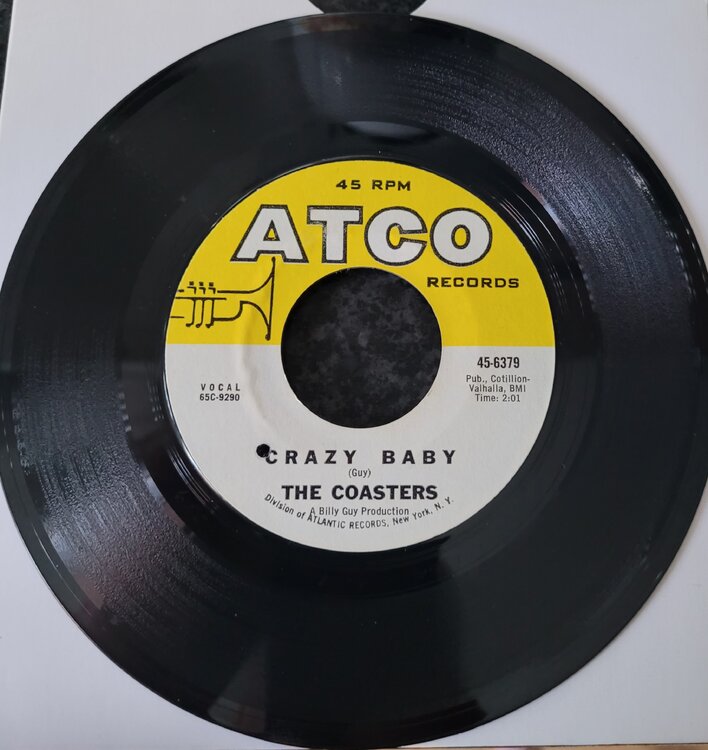 45 RPM
ATCO
RECORDS
45-6379
Pub., Cotillion-
Valhalla, BMI
Time: 2:01
VOCAL
65C-9290
CRAZY BABY
(Guy)
THE COASTERS
A Billy Guy Production
Division of ATLANTIC RECORDS, New York, N. Y.